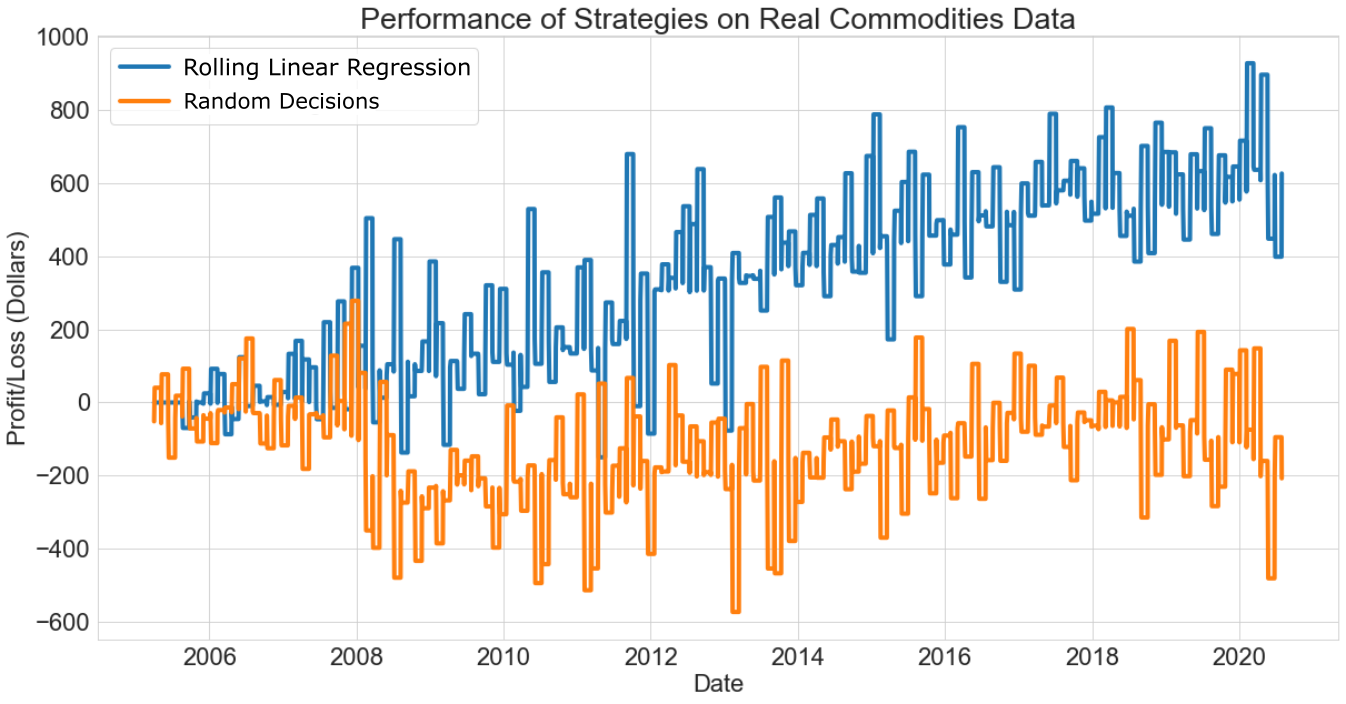 Performance of Strategies on Real Commodities Data
1000
800
600
400
200
0
−200
−400
−600
Profit/Loss (Dollars)
Rolling Linear Regression
Random Decisions
2006 2008 2010 2012 2014 2016 2018 2020
Date